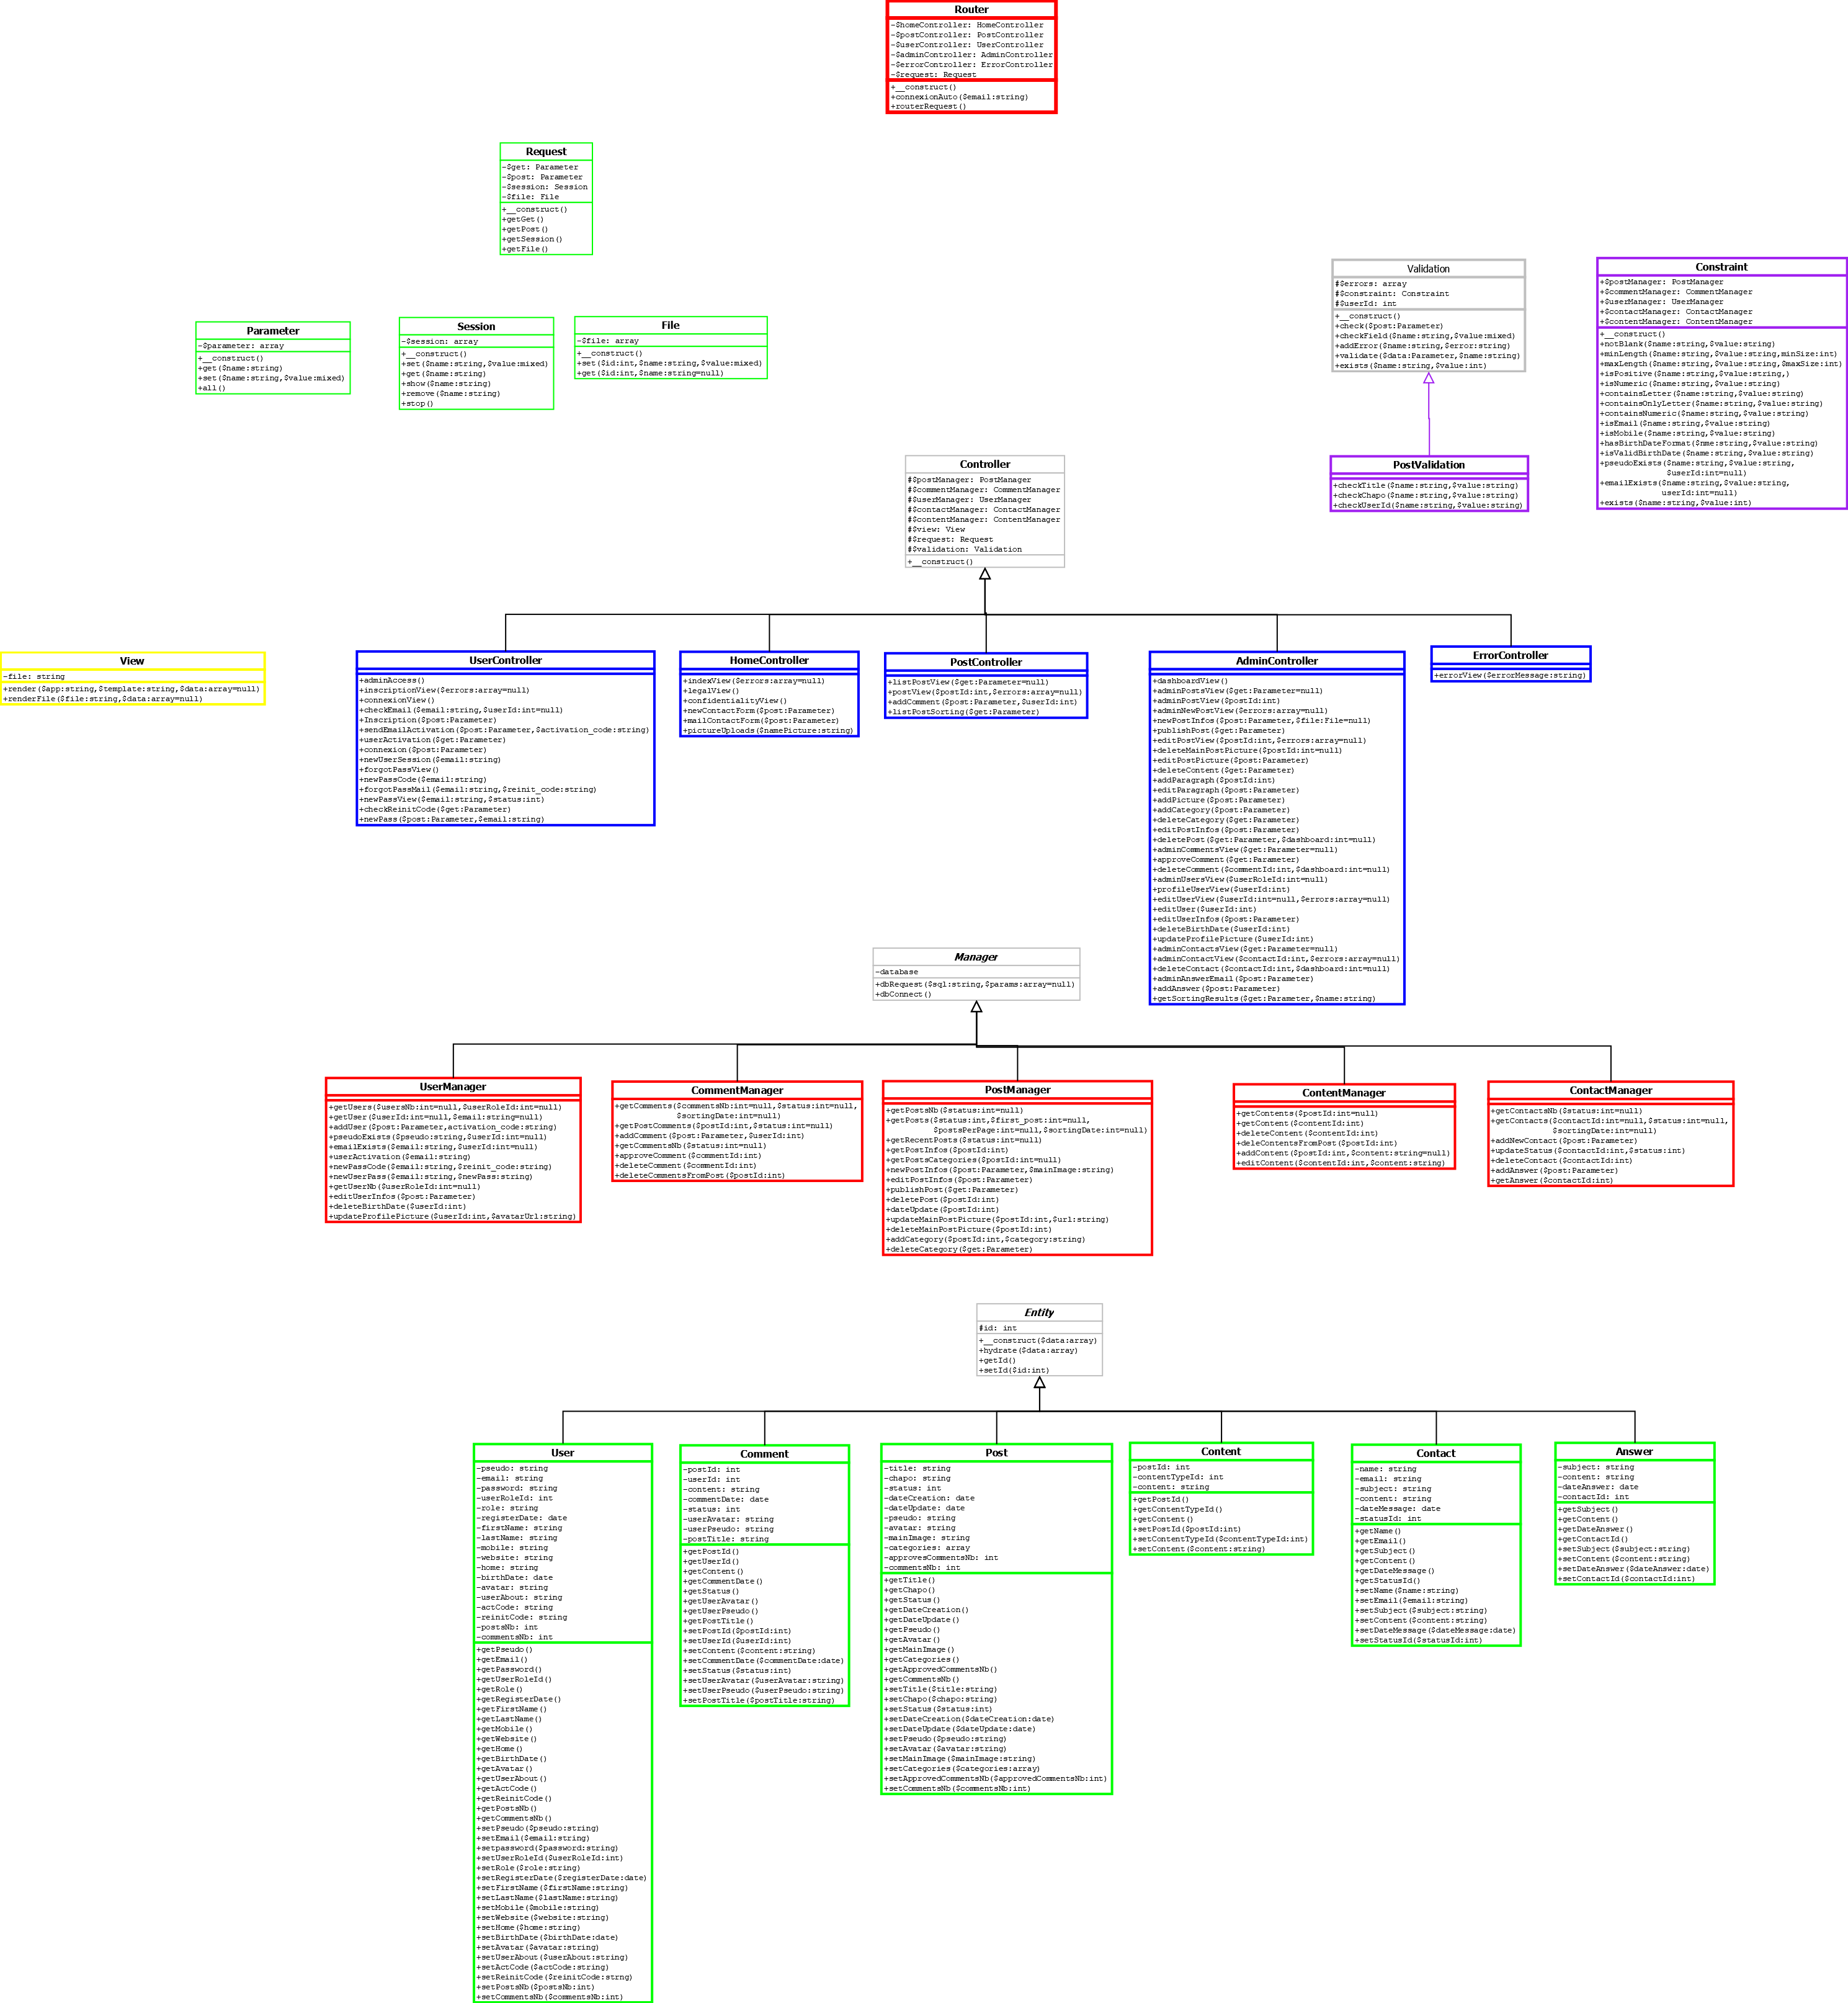 Router
-$homeController: HomeController
-$postController: PostController
-$userController: UserController
-$adminController: AdminController
-$errorController: ErrorController
-$request: Request
+__construct()
+connexionAuto($email:string)
+routerRequest()
Request
-$get: Parameter
-$post: Parameter
-$session: Session
-$file: File
+__construct()
+getGet()
+getPost()
+getSession()
+getFile()
Parameter
-$parameter: array
+__construct()
+get($name:string)
+set($name:string,$value:mixed)
+all()
Session
-$session: array
+__construct()
+set($name:string,$value:mixed)
+get($name:string)
+show($name:string)
+remove($name:string)
+stop()
File
-$file: array
+__construct()
+set($id:int,$name:string,$value:mixed)
+get($id:int,$name:string=null)
Validation
#$errors: array
#$constraint: Constraint
#$userId: int
+__construct()
+check($post:Parameter)
+checkField($name:string,$value:mixed)
+addError($name:string,$error:string)
+validate($data:Parameter,$name:string)
+exists($name:string,$value:int)
Constraint
+$postManager: PostManager
+$commentManager: CommentManager
+$userManager: UserManager
+$contactManager: ContactManager
+$contentManager: ContentManager
+__construct()
+notBlank($name:string,$value:string)
+minLength($name:string,$value:string,minSize:int)
+maxLength($name:string,$value:string,$maxSize:int)
+isPositive($name:string,$value:string,)
+isNumeric($name:string,$value:string)
+containsLetter($name:string,$value:string)
+containsOnlyLetter($name:string,$value:string)
+containsNumeric($name:string,$value:string)
+isEmail($name:string,$value:string)
+isMobile($name:string,$value:string)
+hasBirthDateFormat($nme:string,$value:string)
+isValidBirthDate($name:string,$value:string)
+pseudoExists($name:string,$value:string,
$userId:int=null)
+emailExists($name:string,$value:string,
userId:int=null)
+exists($name:string,$value:int)
PostValidation
+checkTitle($name:string,$value:string)
+checkChapo($name:string,$value:string)
+checkUserId($name:string,$value:string)
Controller
#$postManager: PostManager
#$commentManager: CommentManager
#$userManager: UserManager
#$contactManager: ContactManager
#$contentManager: ContentManager
#$view: View
#$request: Request
#$validation: Validation
+__construct()
View
-file: string
+render($app:string,$template:string,$data:array=null)
+renderFile($file:string,$data:array=null)
UserController
+adminAccess()
+inscriptionView($errors:array=null)
+connexionView()
+checkEmail($email:string,$userId:int=null)
+Inscription($post:Parameter)
+sendEmailActivation($post:Parameter,$activation_code:string)
+userActivation($get:Parameter)
+connexion($post:Parameter)
+newUserSession($email:string)
+forgotPassView()
+newPassCode($email:string)
+forgotPassMail($email:string,$reinit_code:string)
+newPassView($email:string,$status:int)
+checkReinitCode($get:Parameter)
+newPass($post:Parameter,$email:string)
HomeController
+indexView($errors:array=null)
+legalView()
+confidentialityView()
+newContactForm($post:Parameter)
+mailContactForm($post:Parameter)
+pictureUploads($namePicture:string)
PostController
+listPostView($get:Parameter=null)
+postView($postId:int,$errors:array=null)
+addComment($post:Parameter,$userId:int)
+listPostSorting($get:Parameter)
AdminController
+dashboardView()
+adminPostsView($get:Parameter=null)
+adminPostView($postId:int)
+adminNewPostView($errors:array=null)
+newPostInfos($post:Parameter,$file:File=null)
+publishPost($get:Parameter)
+editPostView($postId:int,$errors:array=null)
+deleteMainPostPicture($postId:int=null)
+editPostPicture($post:Parameter)
+deleteContent($get:Parameter)
+addParagraph($postId:int)
+editParagraph($post:Parameter)
+addPicture($post:Parameter)
+addCategory($post:Parameter)
+deleteCategory($get:Parameter)
+editPostInfos($post:Parameter)
+deletePost($get:Parameter,$dashboard:int=null)
+adminCommentsView($get:Parameter=null)
+approveComment($get:Parameter)
+deleteComment($commentId:int,$dashboard:int=null)
+adminUsersView($userRoleId:int=null)
+profileUserView($userId:int)
+editUserView($userId:int=null,$errors:array=null)
+editUser($userId:int)
+editUserInfos($post:Parameter)
+deleteBirthDate($userId:int)
+updateProfilePicture($userId:int)
+adminContactsView($get:Parameter=null)
+adminContactView($contactId:int,$errors:array=null)
+deleteContact($contactId:int,$dashboard:int=null)
+adminAnswerEmail($post:Parameter)
+addAnswer($post:Parameter)
+getSortingResults($get:Parameter,$name:string)
ErrorController
+errorView($errorMessage:string)
Manager
-database
+dbRequest($sql:string,$params:array=null)
+dbConnect()
UserManager
+getUsers($usersNb:int=null,$userRoleId:int=null)
+getUser($userId:int=null,$email:string=null)
+addUser($post:Parameter,activation_code:string)
+pseudoExists($pseudo:string,$userId:int=null)
+emailExists($email:string,$userId:int=null)
+userActivation($email:string)
+newPassCode($email:string,$reinit_code:string)
+newUserPass($email:string,$newPass:string)
+getUserNb($userRoleId:int=null)
+editUserInfos($post:Parameter)
+deleteBirthDate($userId:int)
+updateProfilePicture($userId:int,$avatarUrl:string)
CommentManager
+getComments($commentsNb:int=null,$status:int=null,
$sortingDate:int=null)
+getPostComments($postId:int,$status:int=null)
+addComment($post:Parameter,$userId:int)
+getCommentsNb($status:int=null)
+approveComment($commentId:int)
+deleteComment($commentId:int)
+deleteCommentsFromPost($postId:int)
PostManager
+getPostsNb($status:int=null)
+getPosts($status:int,$first_post:int=null,
$postsPerPage:int=null,$sortingDate:int=null)
+getRecentPosts($status:int=null)
+getPostInfos($postId:int)
+getPostsCategories($postId:int=null)
+newPostInfos($post:Parameter,$mainImage:string)
+editPostInfos($post:Parameter)
+publishPost($get:Parameter)
+deletePost($postId:int)
+dateUpdate($postId:int)
+updateMainPostPicture($postId:int,$url:string)
+deleteMainPostPicture($postId:int)
+addCategory($postId:int,$category:string)
+deleteCategory($get:Parameter)
ContentManager
+getContents($postId:int=null)
+getContent($contentId:int)
+deleteContent($contentId:int)
+deleContentsFromPost($postId:int)
+addContent($postId:int,$content:string=null)
+editContent($contentId:int,$content:string)
ContactManager
+getContactsNb($status:int=null)
+getContacts($contactId:int=null,$status:int=null,
$sortingDate:int=null)
+addNewContact($post:Parameter)
+updateStatus($contactId:int,$status:int)
+deleteContact($contactId:int)
+addAnswer($post:Parameter)
+getAnswer($contactId:int)
Entity
#id: int
+__construct($data:array)
+hydrate($data:array)
+getId()
+setId($id:int)
User
-pseudo: string
-email: string
-password: string
-userRoleId: int
-role: string
-registerDate: date
-firstName: string
-lastName: string
-mobile: string
-website: string
-home: string
-birthDate: date
-avatar: string
-userAbout: string
-actCode: string
-reinitCode: string
-postsNb: int
-commentsNb: int
+getPseudo()
+getEmail()
+getPassword()
+getUserRoleId()
+getRole()
+getRegisterDate()
+getFirstName()
+getLastName()
+getMobile()
+getWebsite()
+getHome()
+getBirthDate()
+getAvatar()
+getUserAbout()
+getActCode()
+getReinitCode()
+getPostsNb()
+getCommentsNb()
+setPseudo($pseudo:string)
+setEmail($email:string)
+setpassword($password:string)
+setUserRoleId($userRoleId:int)
+setRole($role:string)
+setRegisterDate($registerDate:date)
+setFirstName($firstName:string)
+setLastName($lastName:string)
+setMobile($mobile:string)
+setWebsite($website:string)
+setHome($home:string)
+setBirthDate($birthDate:date)
+setAvatar($avatar:string)
+setUserAbout($userAbout:string)
+setActCode($actCode:string)
+setReinitCode($reinitCode:strng)
+setPostsNb($postsNb:int)
+setCommentsNb($commentsNb:int)
Comment
-postId: int
-userId: int
-content: string
-commentDate: date
-status: int
-userAvatar: string
-userPseudo: string
-postTitle: string
+getPostId()
+getUserId()
+getContent()
+getCommentDate()
+getStatus()
+getUserAvatar()
+getUserPseudo()
+getPostTitle()
+setPostId($postId:int)
+setUserId($userId:int)
+setContent($content:string)
+setCommentDate($commentDate:date)
+setStatus($status:int)
+setUserAvatar($userAvatar:string)
+setUserPseudo($userPseudo:string)
+setPostTitle($postTitle:string)
Post
-title: string
-chapo: string
-status: int
-dateCreation: date
-dateUpdate: date
-pseudo: string
-avatar: string
-mainImage: string
-categories: array
-approvesCommentsNb: int
-commentsNb: int
+getTitle()
+getChapo()
+getStatus()
+getDateCreation()
+getDateUpdate()
+getPseudo()
+getAvatar()
+getMainImage()
+getCategories()
+getApprovedCommentsNb()
+getCommentsNb()
+setTitle($title:string)
+setChapo($chapo:string)
+setStatus($status:int)
+setDateCreation($dateCreation:date)
+setDateUpdate($dateUpdate:date)
+setPseudo($pseudo:string)
+setAvatar($avatar:string)
+setMainImage($mainImage:string)
+setCategories($categories:array)
+setApprovedCommentsNb($approvedCommentsNb:int)
+setCommentsNb($commentsNb:int)
Content
-postId: int
-contentTypeId: int
-content: string
+getPostId()
+getContentTypeId()
+getContent()
+setPostId($postId:int)
+setContentTypeId($contentTypeId:int)
+setContent($content:string)
Contact
-name: string
-email: string
-subject: string
-content: string
-dateMessage: date
-statusId: int
+getName()
+getEmail()
+getSubject()
+getContent()
+getDateMessage()
+getStatusId()
+setName($name:string)
+setEmail($email:string)
+setSubject($subject:string)
+setContent($content:string)
+setDateMessage($dateMessage:date)
+setStatusId($statusId:int)
Answer
-subject: string
-content: string
-dateAnswer: date
-contactId: int
+getSubject()
+getContent()
+getDateAnswer()
+getContactId()
+setSubject($subject:string)
+setContent($content:string)
+setDateAnswer($dateAnswer:date)
+setContactId($contactId:int)